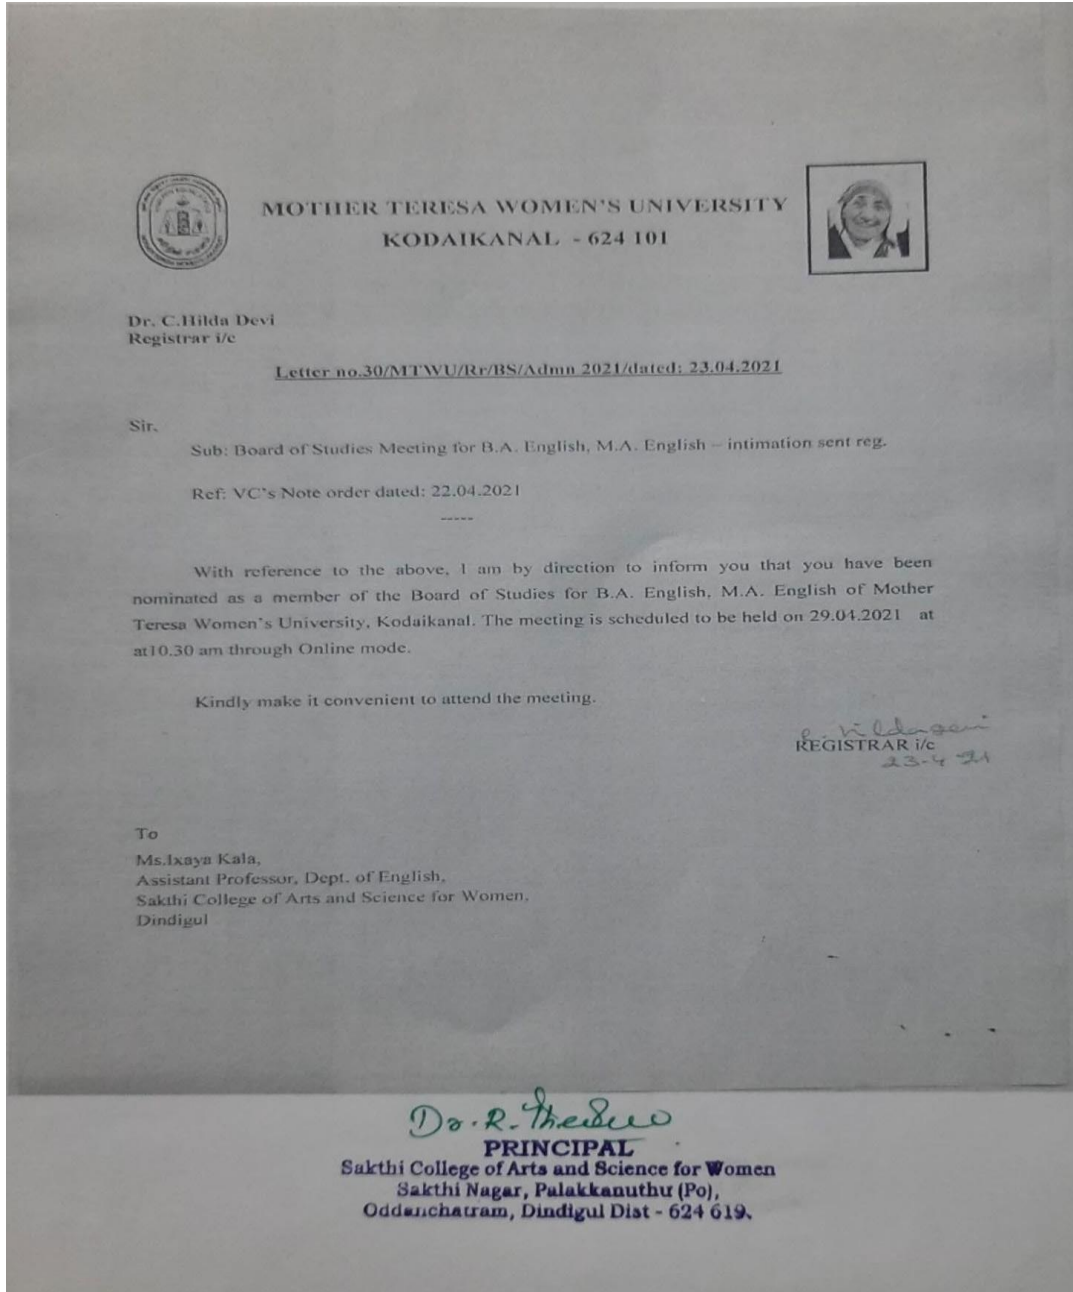 MOTHER TERESA WOMEN'S UNIVERSITY
KODAIKANAL - 624 101
Dr. C.Hilda Devi
Registrar i/c
Letter no.30/MTWU/Rr/BS/Admn 2021/dated: 23.04.2021
Sir,
Sub: Board of Studies Meeting for B.A. English, M.A. English – intimation sent reg.
Ref: VC's Note order dated: 22.04.2021
-----
With reference to the above, I am by direction to inform you that you have been
nominated as a member of the Board of Studies for B.A. English, M.A. English of Mother
Teresa Women's University, Kodaikanal. The meeting is scheduled to be held on 29.04.2021 at
at10.30 am through Online mode.
Kindly make it convenient to attend the meeting.
REGISTRAR i/c
23-4-21
To
Ms.Ixaya Kala,
Assistant Professor, Dept. of English,
Sakthi College of Arts and Science for Women,
Dindigul
Dr. R.
PRINCIPAL
Sakthi College of Arts and Science for Women
Sakthi Nagar, Palakkanuthu (Po),
Oddanchatram, Dindigul Dist - 624 619.